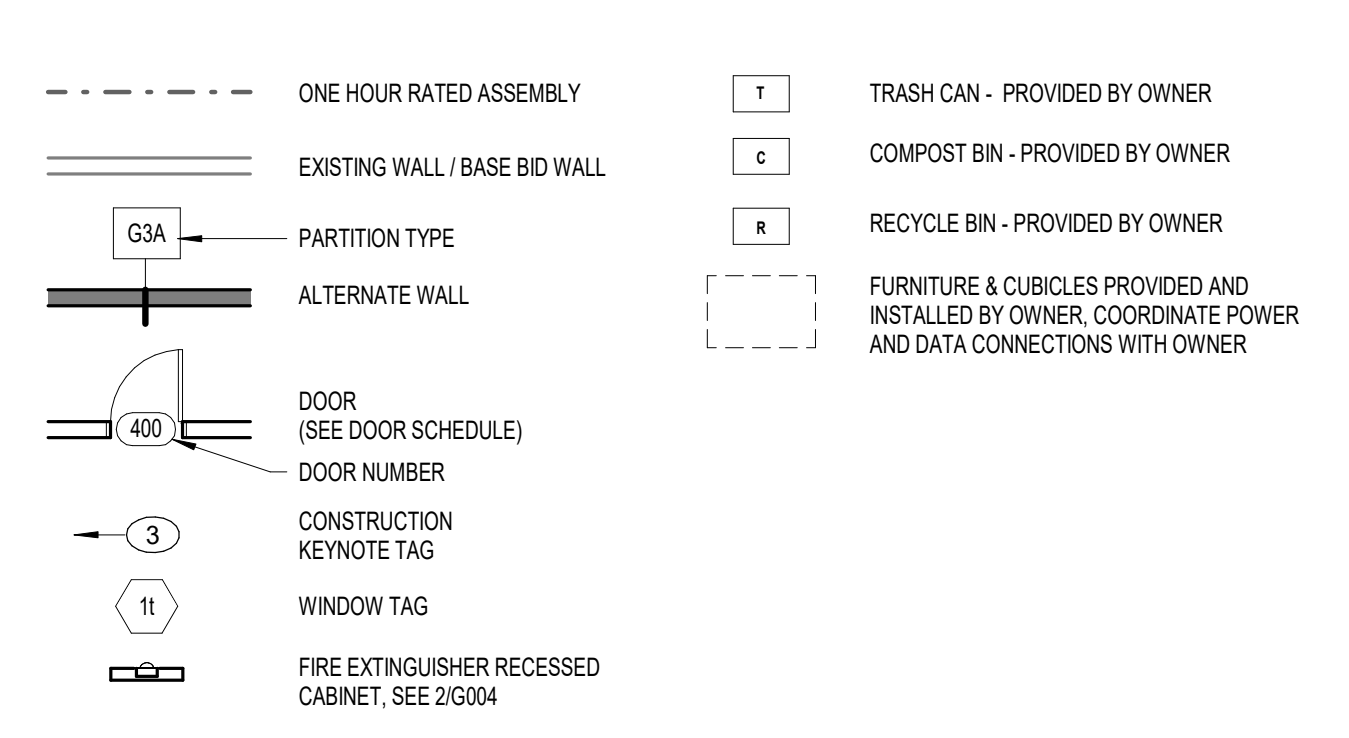 ONE HOUR RATED ASSEMBLY
EXISTING WALL / BASE BID WALL
G3A
PARTITION TYPE
ALTERNATE WALL
DOOR
(SEE DOOR SCHEDULE)
400
DOOR NUMBER
3
CONSTRUCTION
KEYNOTE TAG
1t
WINDOW TAG
FIRE EXTINGUISHER RECESSED
CABINET, SEE 2/G004
T
TRASH CAN - PROVIDED BY OWNER
C
COMPOST BIN - PROVIDED BY OWNER
R
RECYCLE BIN - PROVIDED BY OWNER
FURNITURE & CUBICLES PROVIDED AND
INSTALLED BY OWNER, COORDINATE POWER
AND DATA CONNECTIONS WITH OWNER